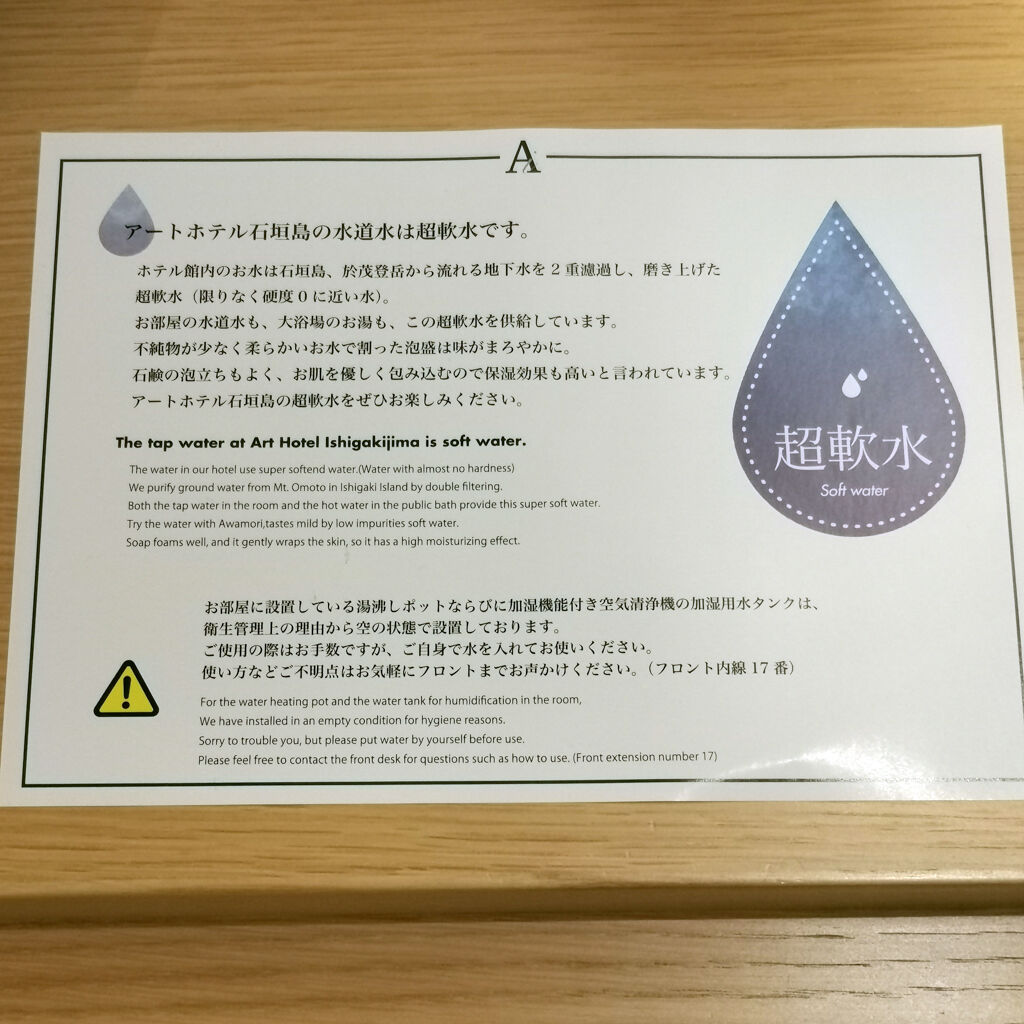 A
アートホテル石垣島の水道水は超軟水です。
ホテル館内のお水は石垣島、於茂登岳から流れる地下水を2重濾過し、磨き上げた
超軟水（限りなく硬度0に近い水）。
お部屋の水道水も、大浴場のお湯も、この超軟水を供給しています。
不純物が少なく柔らかいお水で割った泡盛は味がまろやかに。
石鹸の泡立ちもよく、お肌を優しく包み込むので保湿効果も高いと言われています。
アートホテル石垣島の超軟水をぜひお楽しみください。
The tap water at Art Hotel Ishigakijima is soft water.
The water in our hotel use super softend water.(Water with almost no hardness)
We purify ground water from Mt. Omoto in Ishigaki Island by double filtering.
Both the tap water in the room and the hot water in the public bath provide this super soft water.
Try the water with Awamori,tastes mild by low impurities soft water.
Soap foams well, and it gently wraps the skin, so it has a high moisturizing effect.
超軟水
Soft water
お部屋に設置している湯沸しポットならびに加湿機能付き空気清浄機の加湿用水タンクは、
衛生管理上の理由から空の状態で設置しております。
ご使用の際はお手数ですが、ご自身で水を入れてお使いください。
使い方などご不明点はお気軽にフロントまでお声かけください。（フロント内線17番）
For the water heating pot and the water tank for humidification in the room,
We have installed in an empty condition for hygiene reasons.
Sorry to trouble you, but please put water by yourself before use.
Please feel free to contact the front desk for questions such as how to use. (Front extension number 17)